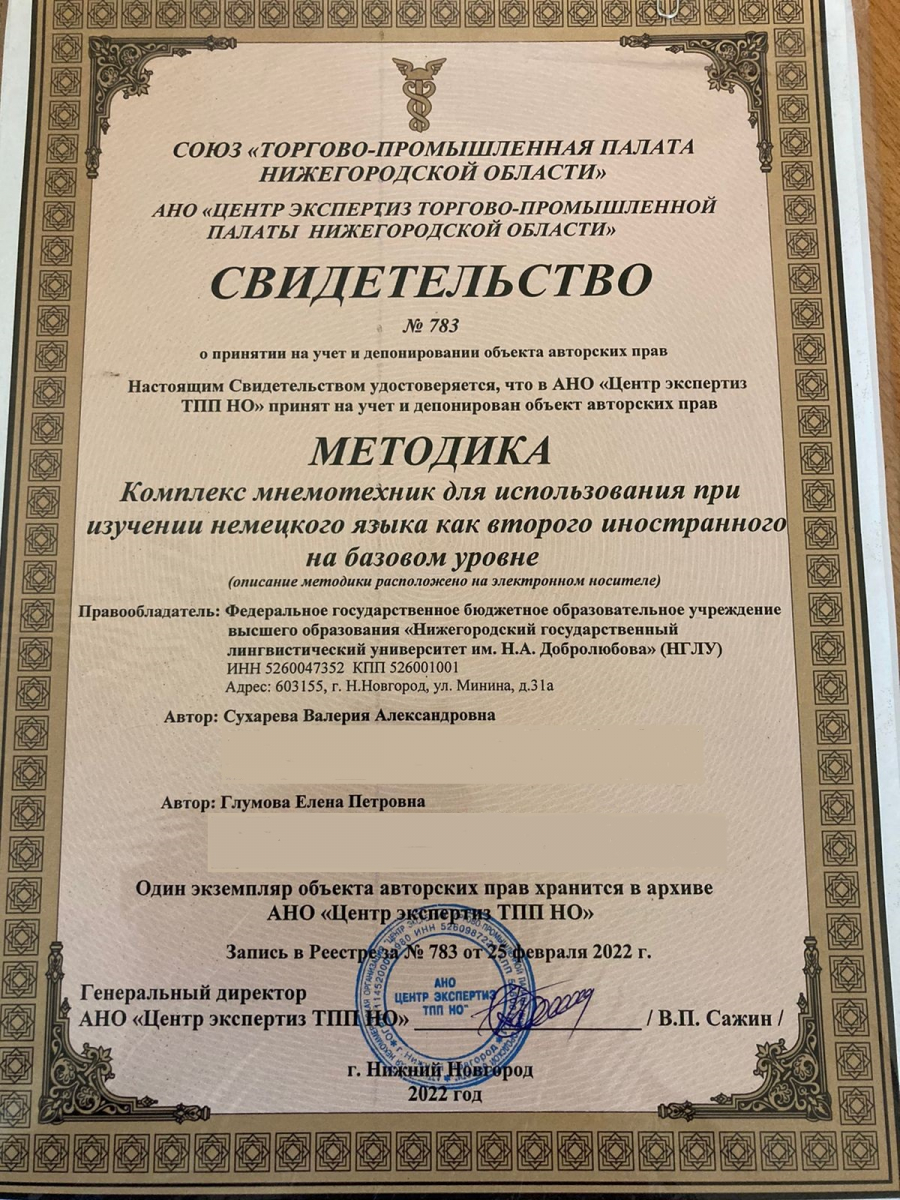 СОЮЗ «ТОРГОВО-ПРОМЫШЛЕННАЯ ПАЛАТА
НИЖЕГОРОДСКОЙ ОБЛАСТИ»
АНО «ЦЕНТР ЭКСПЕРТИЗ ТОРГОВО-ПРОМЫШЛЕННОЙ
ПАЛАТЫ НИЖЕГОРОДСКОЙ ОБЛАСТИ»
СВИДЕТЕЛЬСТВО
№ 783
о принятии на учет и депонировании объекта авторских прав
Настоящим Свидетельством удостоверяется, что в АНО «Центр экспертиз
ТПП НО» принят на учет и депонирован объект авторских прав
МЕТОДИКА
Комплекс мнемотехник для использования при
изучении немецкого языка как второго иностранного
на базовом уровне
(описание методики расположено на электронном носителе)
Правообладатель: Федеральное государственное бюджетное образовательное учреждение
высшего образования «Нижегородский государственный
лингвистический университет им. Н.А. Добролюбова» (НГЛУ)
ИНН 5260047352 КПП 526001001
Адрес: 603155, г. Н.Новгород, ул. Минина, д.31а
Автор: Сухарева Валерия Александровна
Автор: Глумова Елена Петровна
Один экземпляр объекта авторских прав хранится в архиве
АНО «Центр экспертиз ТПП НО»
Запись в Реестре за № 783 от 25 февраля 2022 г.
Генеральный директор
АНО «Центр экспертиз ТПП НО» / В.П. Сажин /
АНО
ЦЕНТР ЭКСПЕРТИЗ
ТПП НО"
г. Нижний Новгород
2022 год